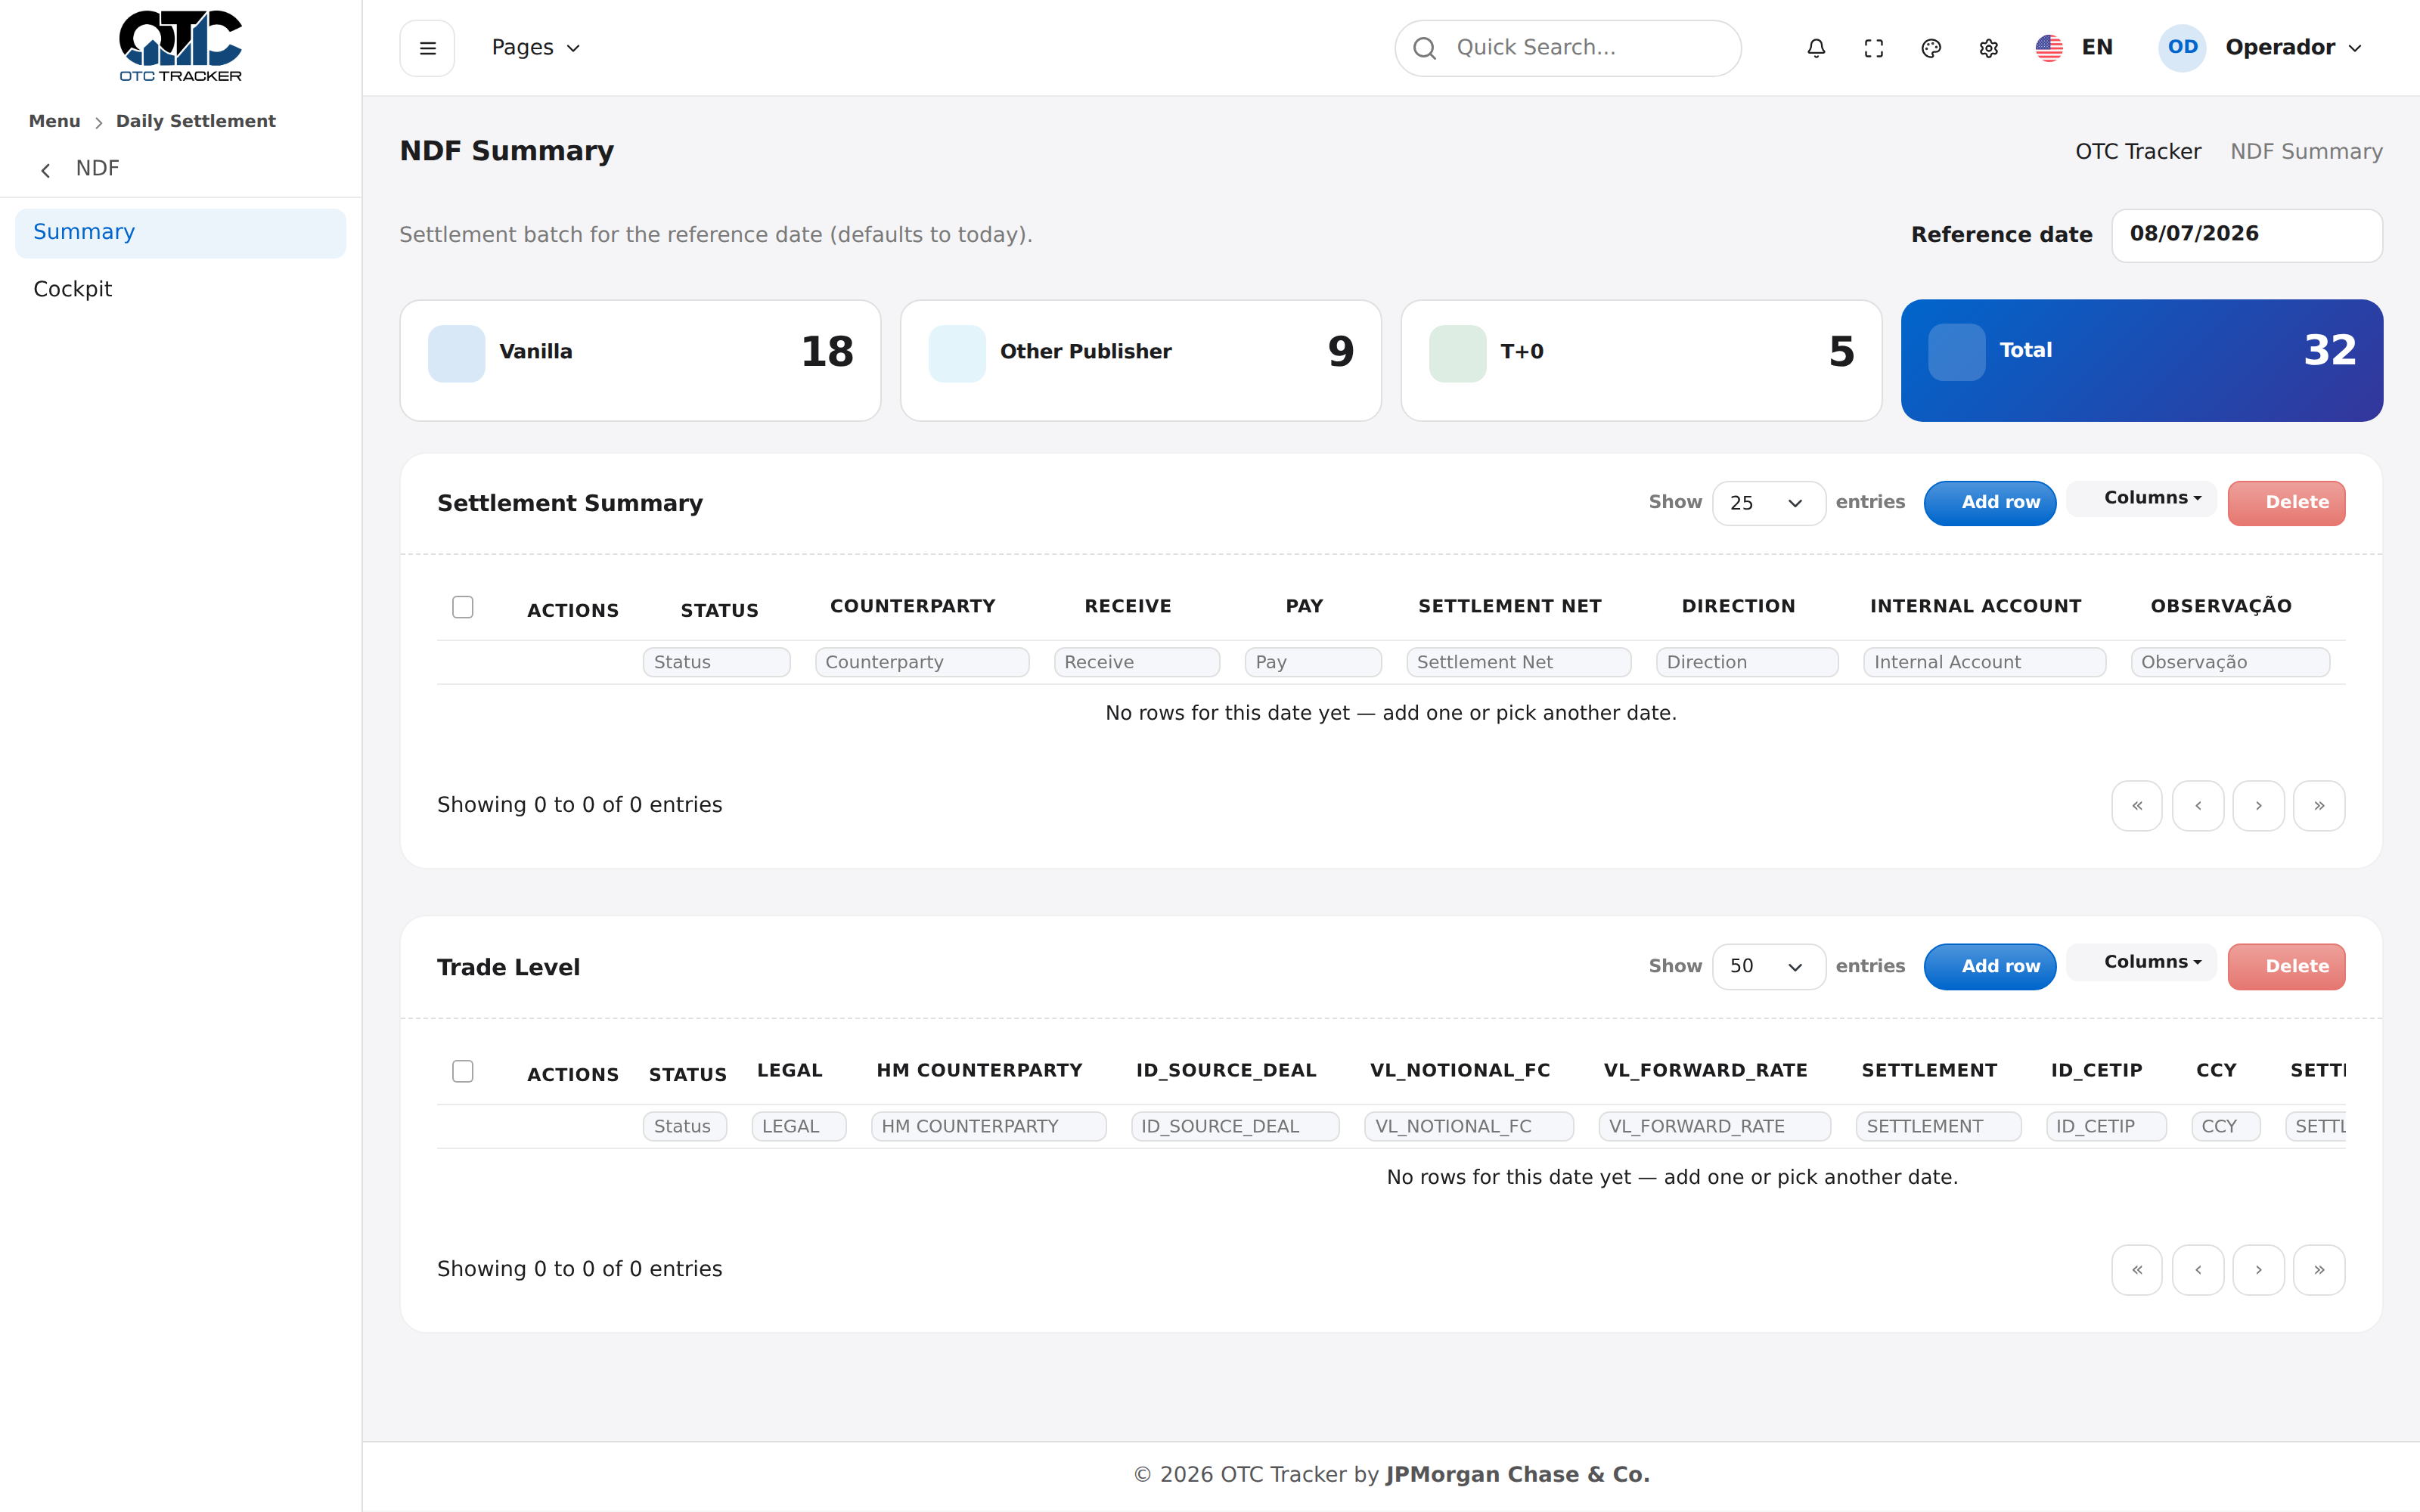 OTC
OTC TRACKER
Menu > Daily Settlement
NDF
Summary
Cockpit
Pages
Quick Search...
EN
OD
Operador
NDF Summary
OTC Tracker
NDF Summary
Settlement batch for the reference date (defaults to today).
Reference date
08/07/2026
Vanilla
18
Other Publisher
9
T+0
5
Total
32
Settlement Summary
Show 25 entries
Add row
Columns
Delete
ACTIONS STATUS COUNTERPARTY RECEIVE PAY SETTLEMENT NET DIRECTION INTERNAL ACCOUNT OBSERVAÇÃO
Status Counterparty Receive Pay Settlement Net Direction Internal Account Observação
No rows for this date yet — add one or pick another date.
Showing 0 to 0 of 0 entries
« ‹ › »
Trade Level
Show 50 entries
Add row
Columns
Delete
ACTIONS STATUS LEGAL HM COUNTERPARTY ID_SOURCE_DEAL VL_NOTIONAL_FC VL_FORWARD_RATE SETTLEMENT ID_CETIP CCY SETTL
Status LEGAL HM COUNTERPARTY ID_SOURCE_DEAL VL_NOTIONAL_FC VL_FORWARD_RATE SETTLEMENT ID_CETIP CCY SETTL
No rows for this date yet — add one or pick another date.
Showing 0 to 0 of 0 entries
« ‹ › »
© 2026 OTC Tracker by JPMorgan Chase & Co.